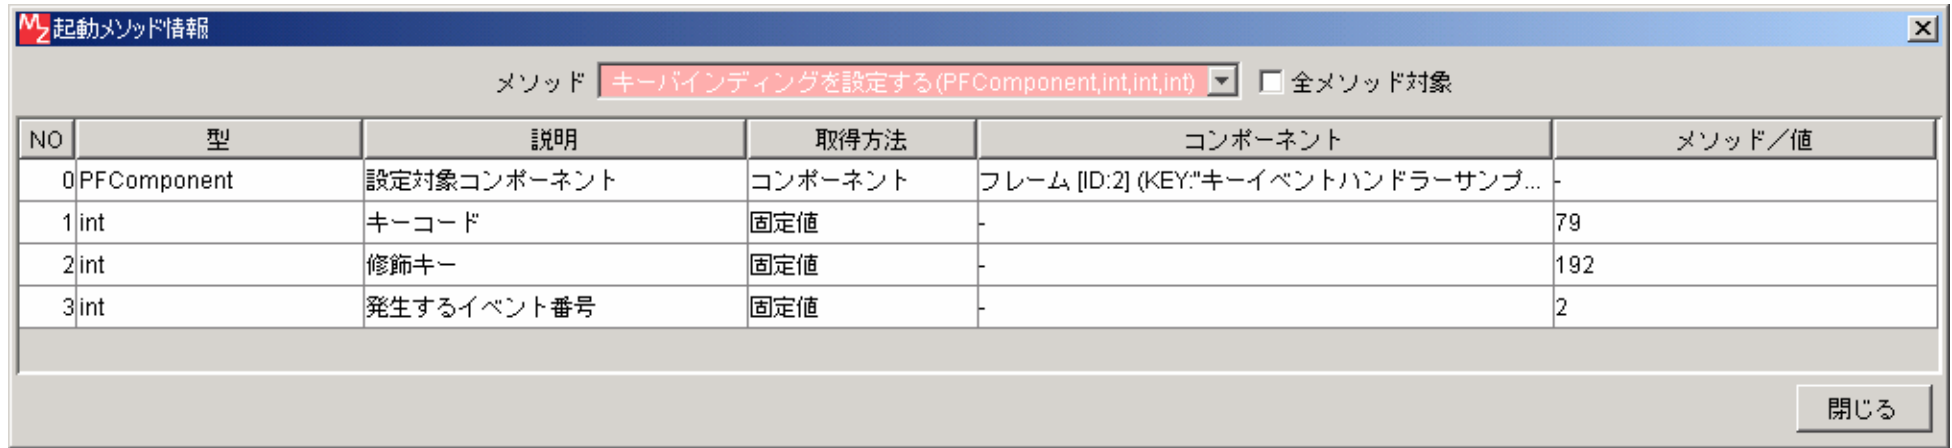 MZ 起動メソッド情報
メソッド キーバインディングを設定する(PFComponent,int,int,int) 全メソッド対象
NO 型 説明 取得方法 コンポーネント メソッド／値
0 PFComponent 設定対象コンポーネント コンポーネント フレーム [ID:2] (KEY:"キーイベントハンドラーサンプ... -
1 int キーコード 固定値 - 79
2 int 修飾キー 固定値 - 192
3 int 発生するイベント番号 固定値 - 2
閉じる